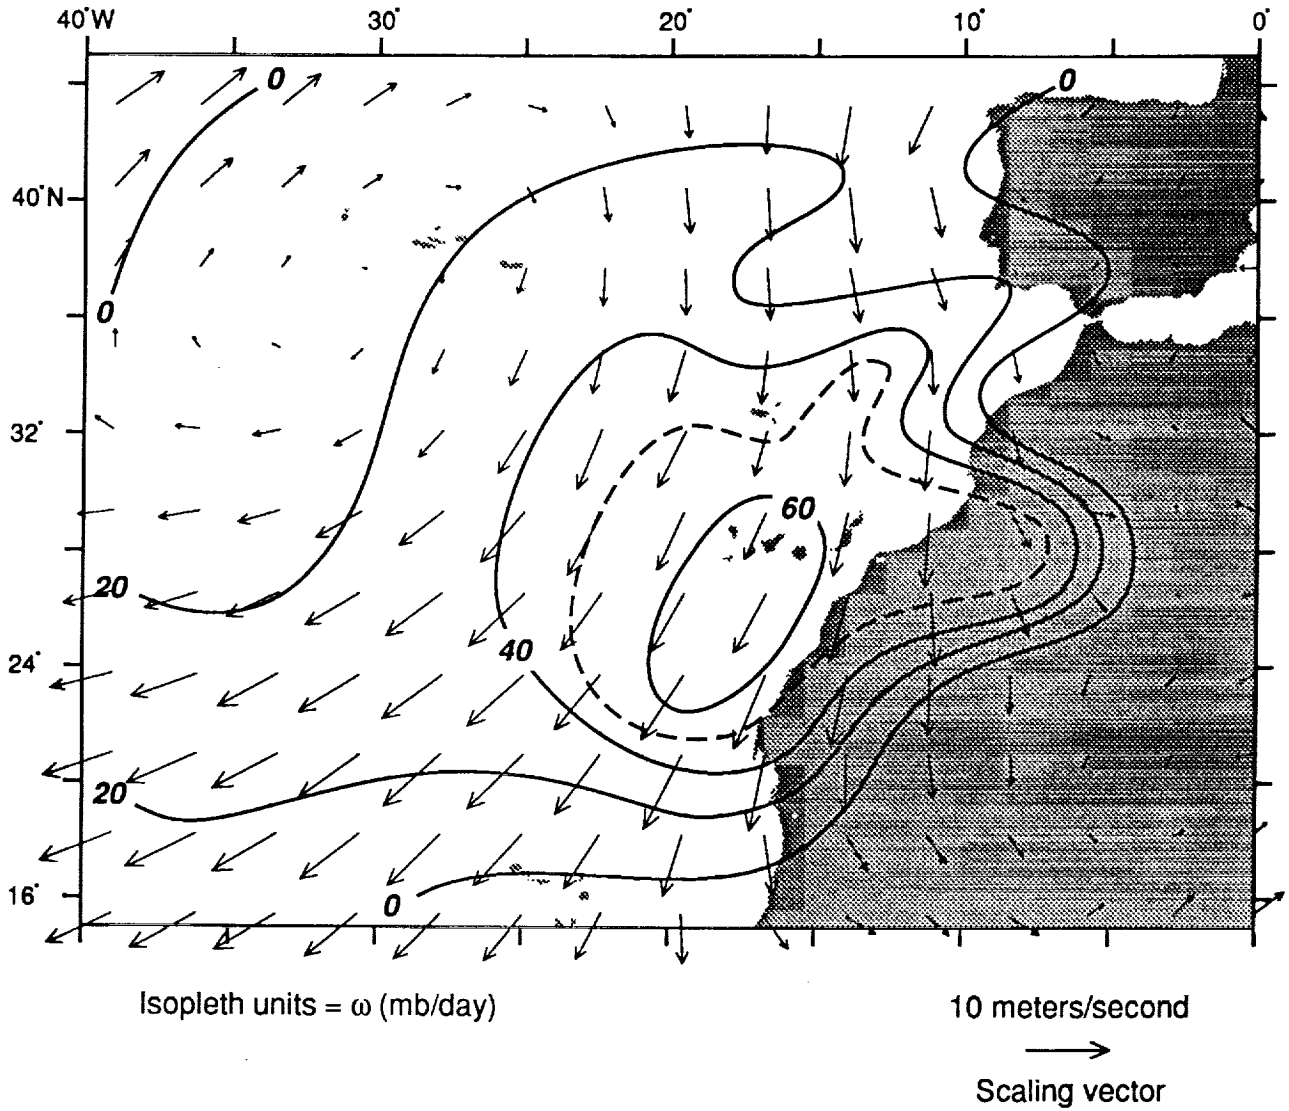 40°W 30° 20° 10° 0°
0 0
40°N
0
32°
60
20
40
24°
20
16°
0
Isopleth units = ω (mb/day)
10 meters/second
Scaling vector